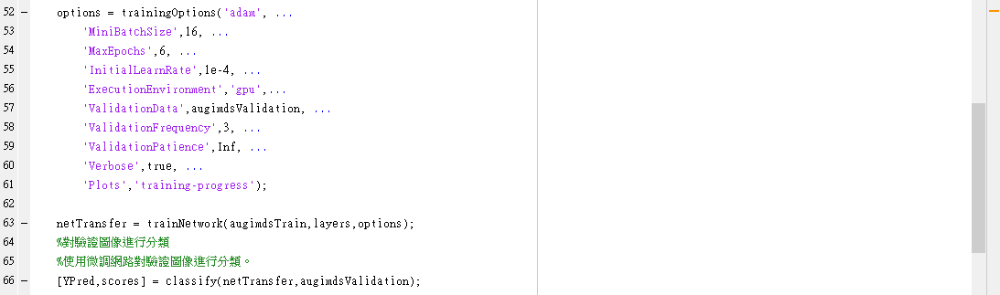 52 – options = trainingOptions('adam', ...
53 'MiniBatchSize',16, ...
54 'MaxEpochs',6, ...
55 'InitialLearnRate',1e-4, ...
56 'ExecutionEnvironment','gpu',...
57 'ValidationData',augimdsValidation, ...
58 'ValidationFrequency',3, ...
59 'ValidationPatience',Inf, ...
60 'Verbose',true, ...
61 'Plots','training-progress');
62
63 – netTransfer = trainNetwork(augimdsTrain,layers,options);
64 %對驗證圖像進行分類
65 %使用微調網路對驗證圖像進行分類。
66 – [YPred,scores] = classify(netTransfer,augimdsValidation);